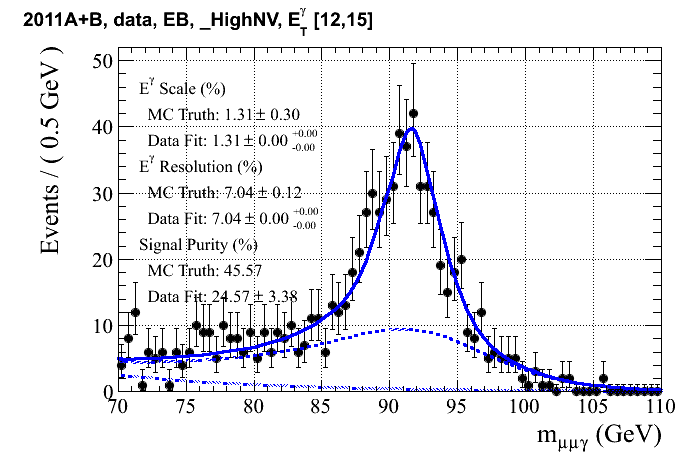 2011A+B, data, EB, _HighNV, E_T^γ [12,15]
Events / ( 0.5 GeV )
50
40
30
20
10
0
E^γ Scale (%)
MC Truth: 1.31 ± 0.30
Data Fit: 1.31 ± 0.00 +0.00 -0.00
E^γ Resolution (%)
MC Truth: 7.04 ± 0.12
Data Fit: 7.04 ± 0.00 +0.00 -0.00
Signal Purity (%)
MC Truth: 45.57
Data Fit: 24.57 ± 3.38
70 75 80 85 90 95 100 105 110
m_μμγ (GeV)